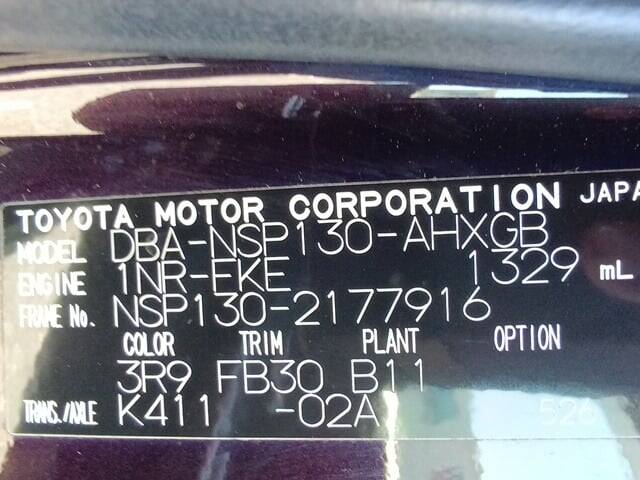 TOYOTA MOTOR CORPORATION JAPA
MODEL DBA-NSP130-AHXGB
ENGINE 1NR-FKE 1329 mL
FRAME No. NSP130-2177916
COLOR TRIM PLANT OPTION
3R9 FB30 B11
TRANS./AXLE K411 -02A 526